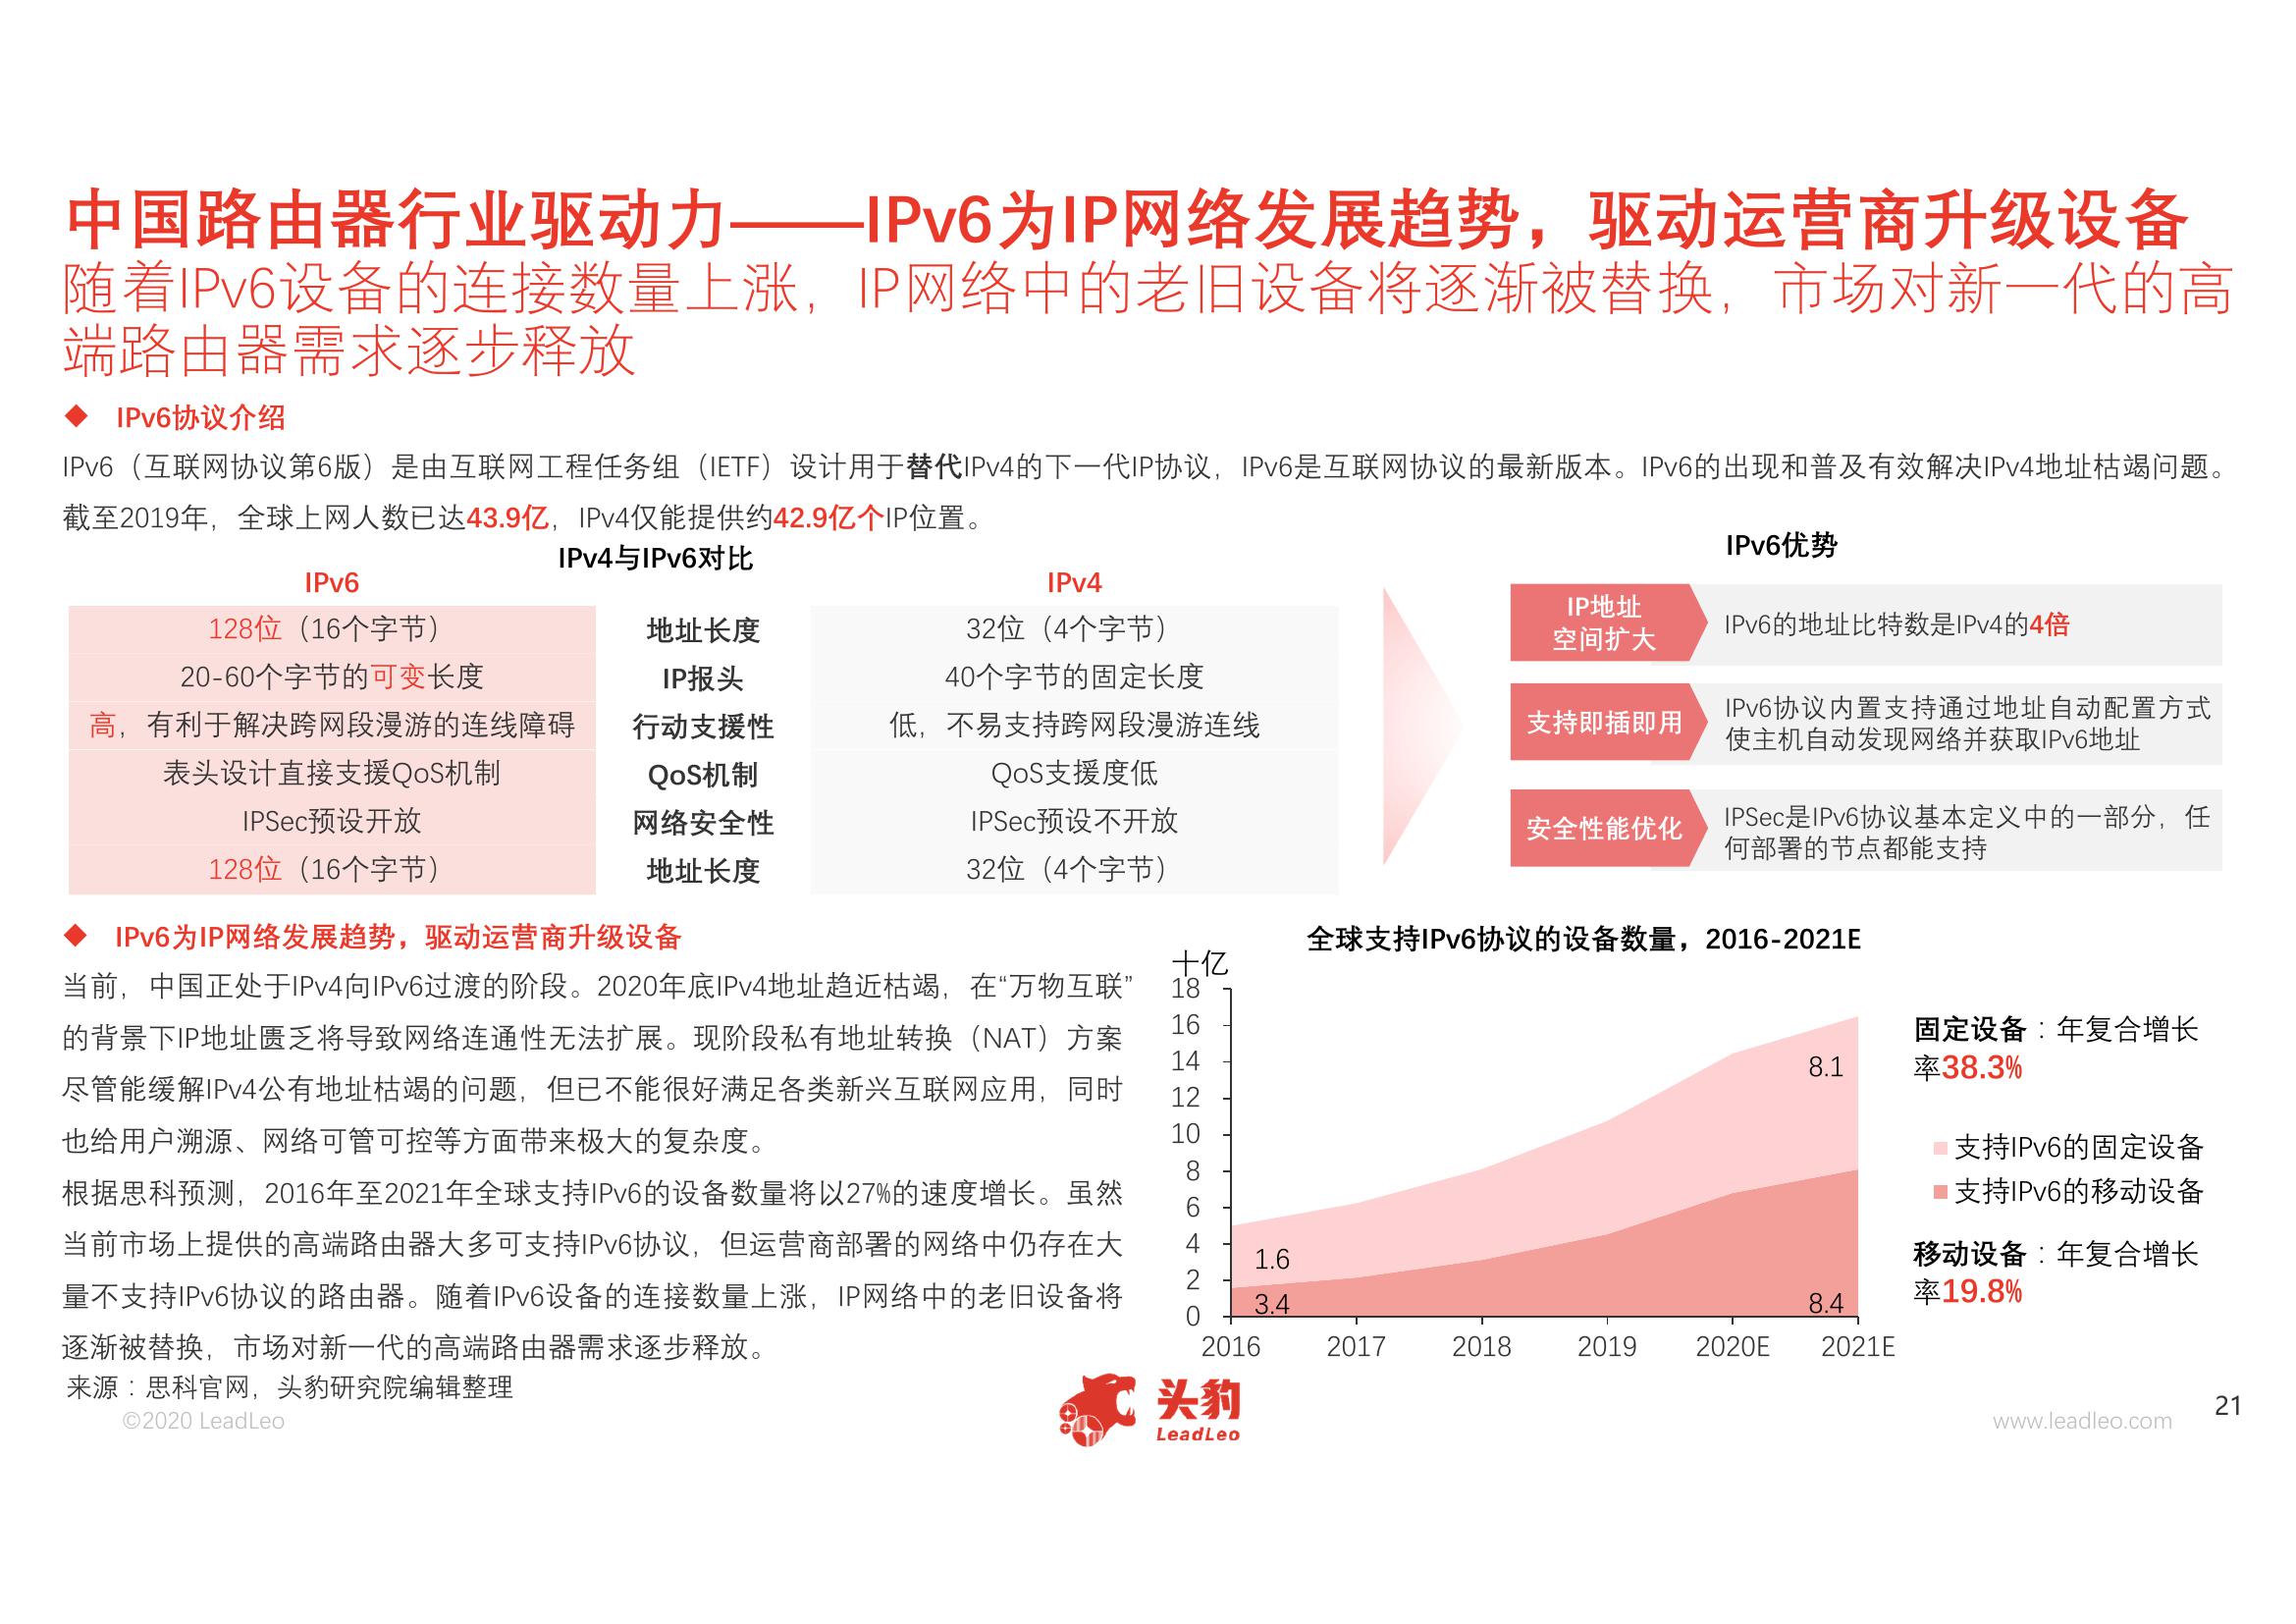 中国路由器行业驱动力——IPv6为IP网络发展趋势，驱动运营商升级设备
随着IPv6设备的连接数量上涨，IP网络中的老旧设备将逐渐被替换，市场对新一代的高
端路由器需求逐步释放
◆ IPv6协议介绍
IPv6（互联网协议第6版）是由互联网工程任务组（IETF）设计用于替代IPv4的下一代IP协议，IPv6是互联网协议的最新版本。IPv6的出现和普及有效解决IPv4地址枯竭问题。
截至2019年，全球上网人数已达43.9亿，IPv4仅能提供约42.9亿个IP位置。
IPv4与IPv6对比
IPv6 IPv4
128位（16个字节） 地址长度 32位（4个字节）
20-60个字节的可变长度 IP报头 40个字节的固定长度
高，有利于解决跨网段漫游的连线障碍 行动支援性 低，不易支持跨网段漫游连线
表头设计直接支援QoS机制 QoS机制 QoS支援度低
IPSec预设开放 网络安全性 IPSec预设不开放
128位（16个字节） 地址长度 32位（4个字节）
IPv6优势
IP地址
空间扩大
IPv6的地址比特数是IPv4的4倍
支持即插即用
IPv6协议内置支持通过地址自动配置方式
使主机自动发现网络并获取IPv6地址
安全性能优化
IPSec是IPv6协议基本定义中的一部分，任
何部署的节点都能支持
◆ IPv6为IP网络发展趋势，驱动运营商升级设备
当前，中国正处于IPv4向IPv6过渡的阶段。2020年底IPv4地址趋近枯竭，在“万物互联”
的背景下IP地址匮乏将导致网络连通性无法扩展。现阶段私有地址转换（NAT）方案
尽管能缓解IPv4公有地址枯竭的问题，但已不能很好满足各类新兴互联网应用，同时
也给用户溯源、网络可管可控等方面带来极大的复杂度。
根据思科预测，2016年至2021年全球支持IPv6的设备数量将以27%的速度增长。虽然
当前市场上提供的高端路由器大多可支持IPv6协议，但运营商部署的网络中仍存在大
量不支持IPv6协议的路由器。随着IPv6设备的连接数量上涨，IP网络中的老旧设备将
逐渐被替换，市场对新一代的高端路由器需求逐步释放。
全球支持IPv6协议的设备数量，2016-2021E
十亿
18
16
14
12
10
8
6
4
2
0
8.1
1.6
3.4
8.4
2016 2017 2018 2019 2020E 2021E
固定设备：年复合增长
率38.3%
支持IPv6的固定设备
支持IPv6的移动设备
移动设备：年复合增长
率19.8%
来源：思科官网，头豹研究院编辑整理
©2020 LeadLeo
头豹
LeadLeo
www.leadleo.com
21